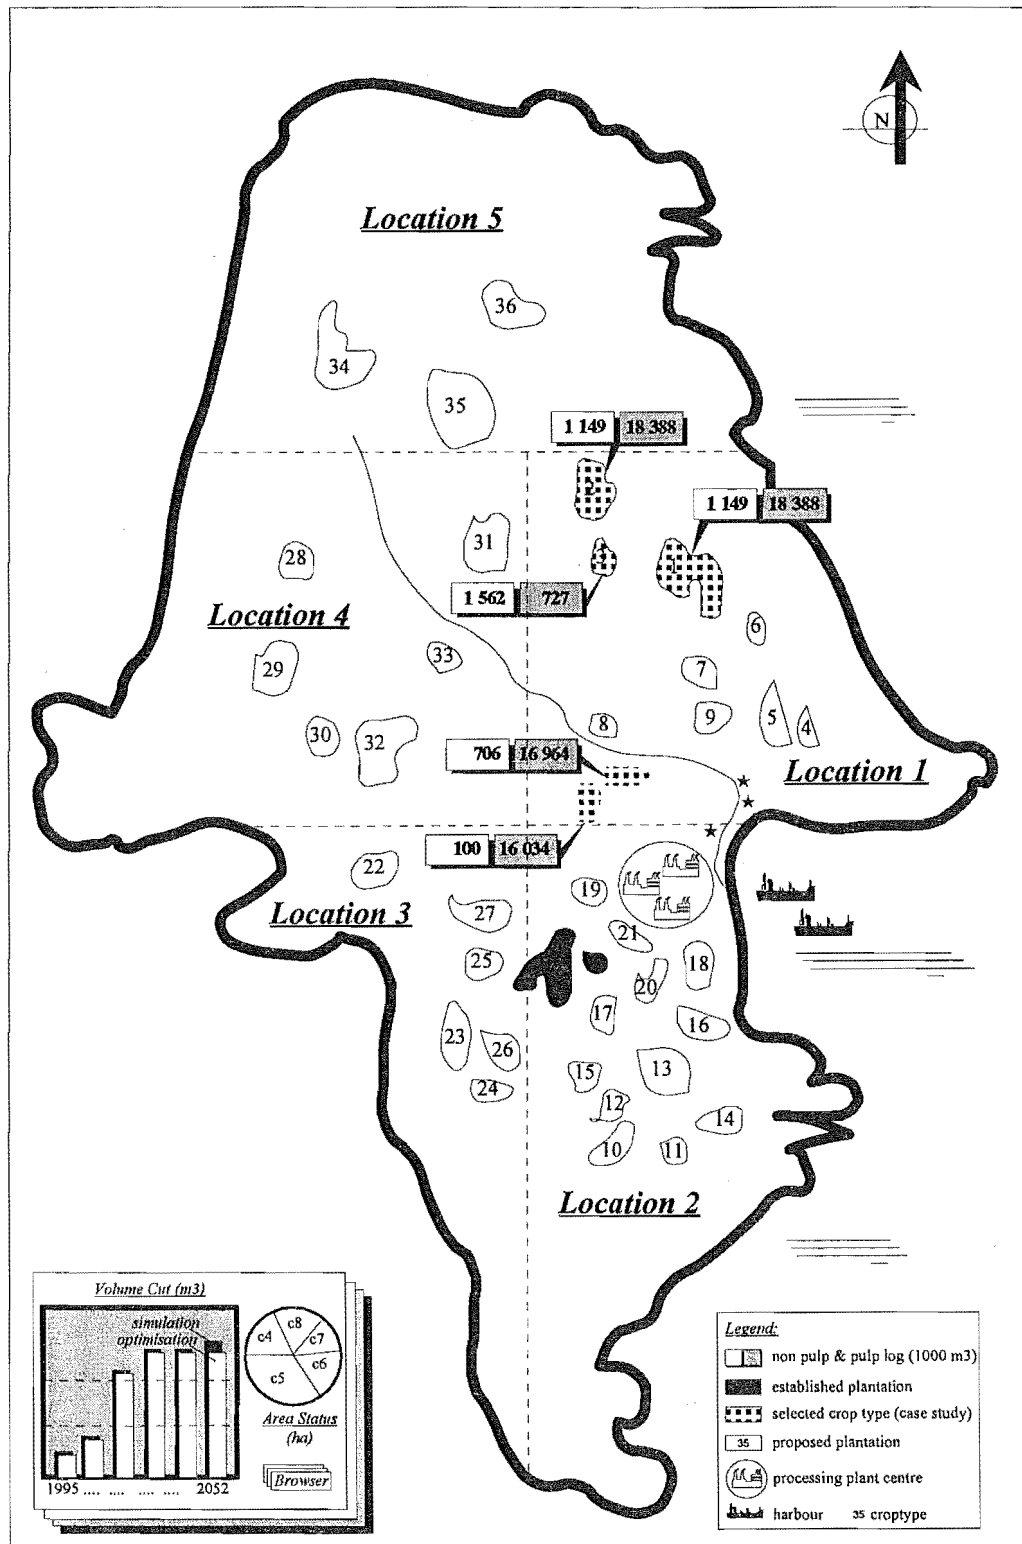 N
Location 5
36
34
35
1 149 18 388
2
1 149 18 388
31
3
1
28
1 562 727
Location 4
6
33
29
7
5
4
9
8
30
32
706 16 964
Location 1
100 16 034
22
19
27
Location 3
21
25
18
20
17
16
23
26
13
15
24
12
14
10
11
Location 2
Volume Cut (m3)
simulation
optimisation
1995 .... .... .... .... 2052
c8
c4
c7
c6
c5
Area Status
(ha)
Browser
Legend:
non pulp & pulp log (1000 m3)
established plantation
selected crop type (case study)
35 proposed plantation
processing plant centre
harbour 35 croptype